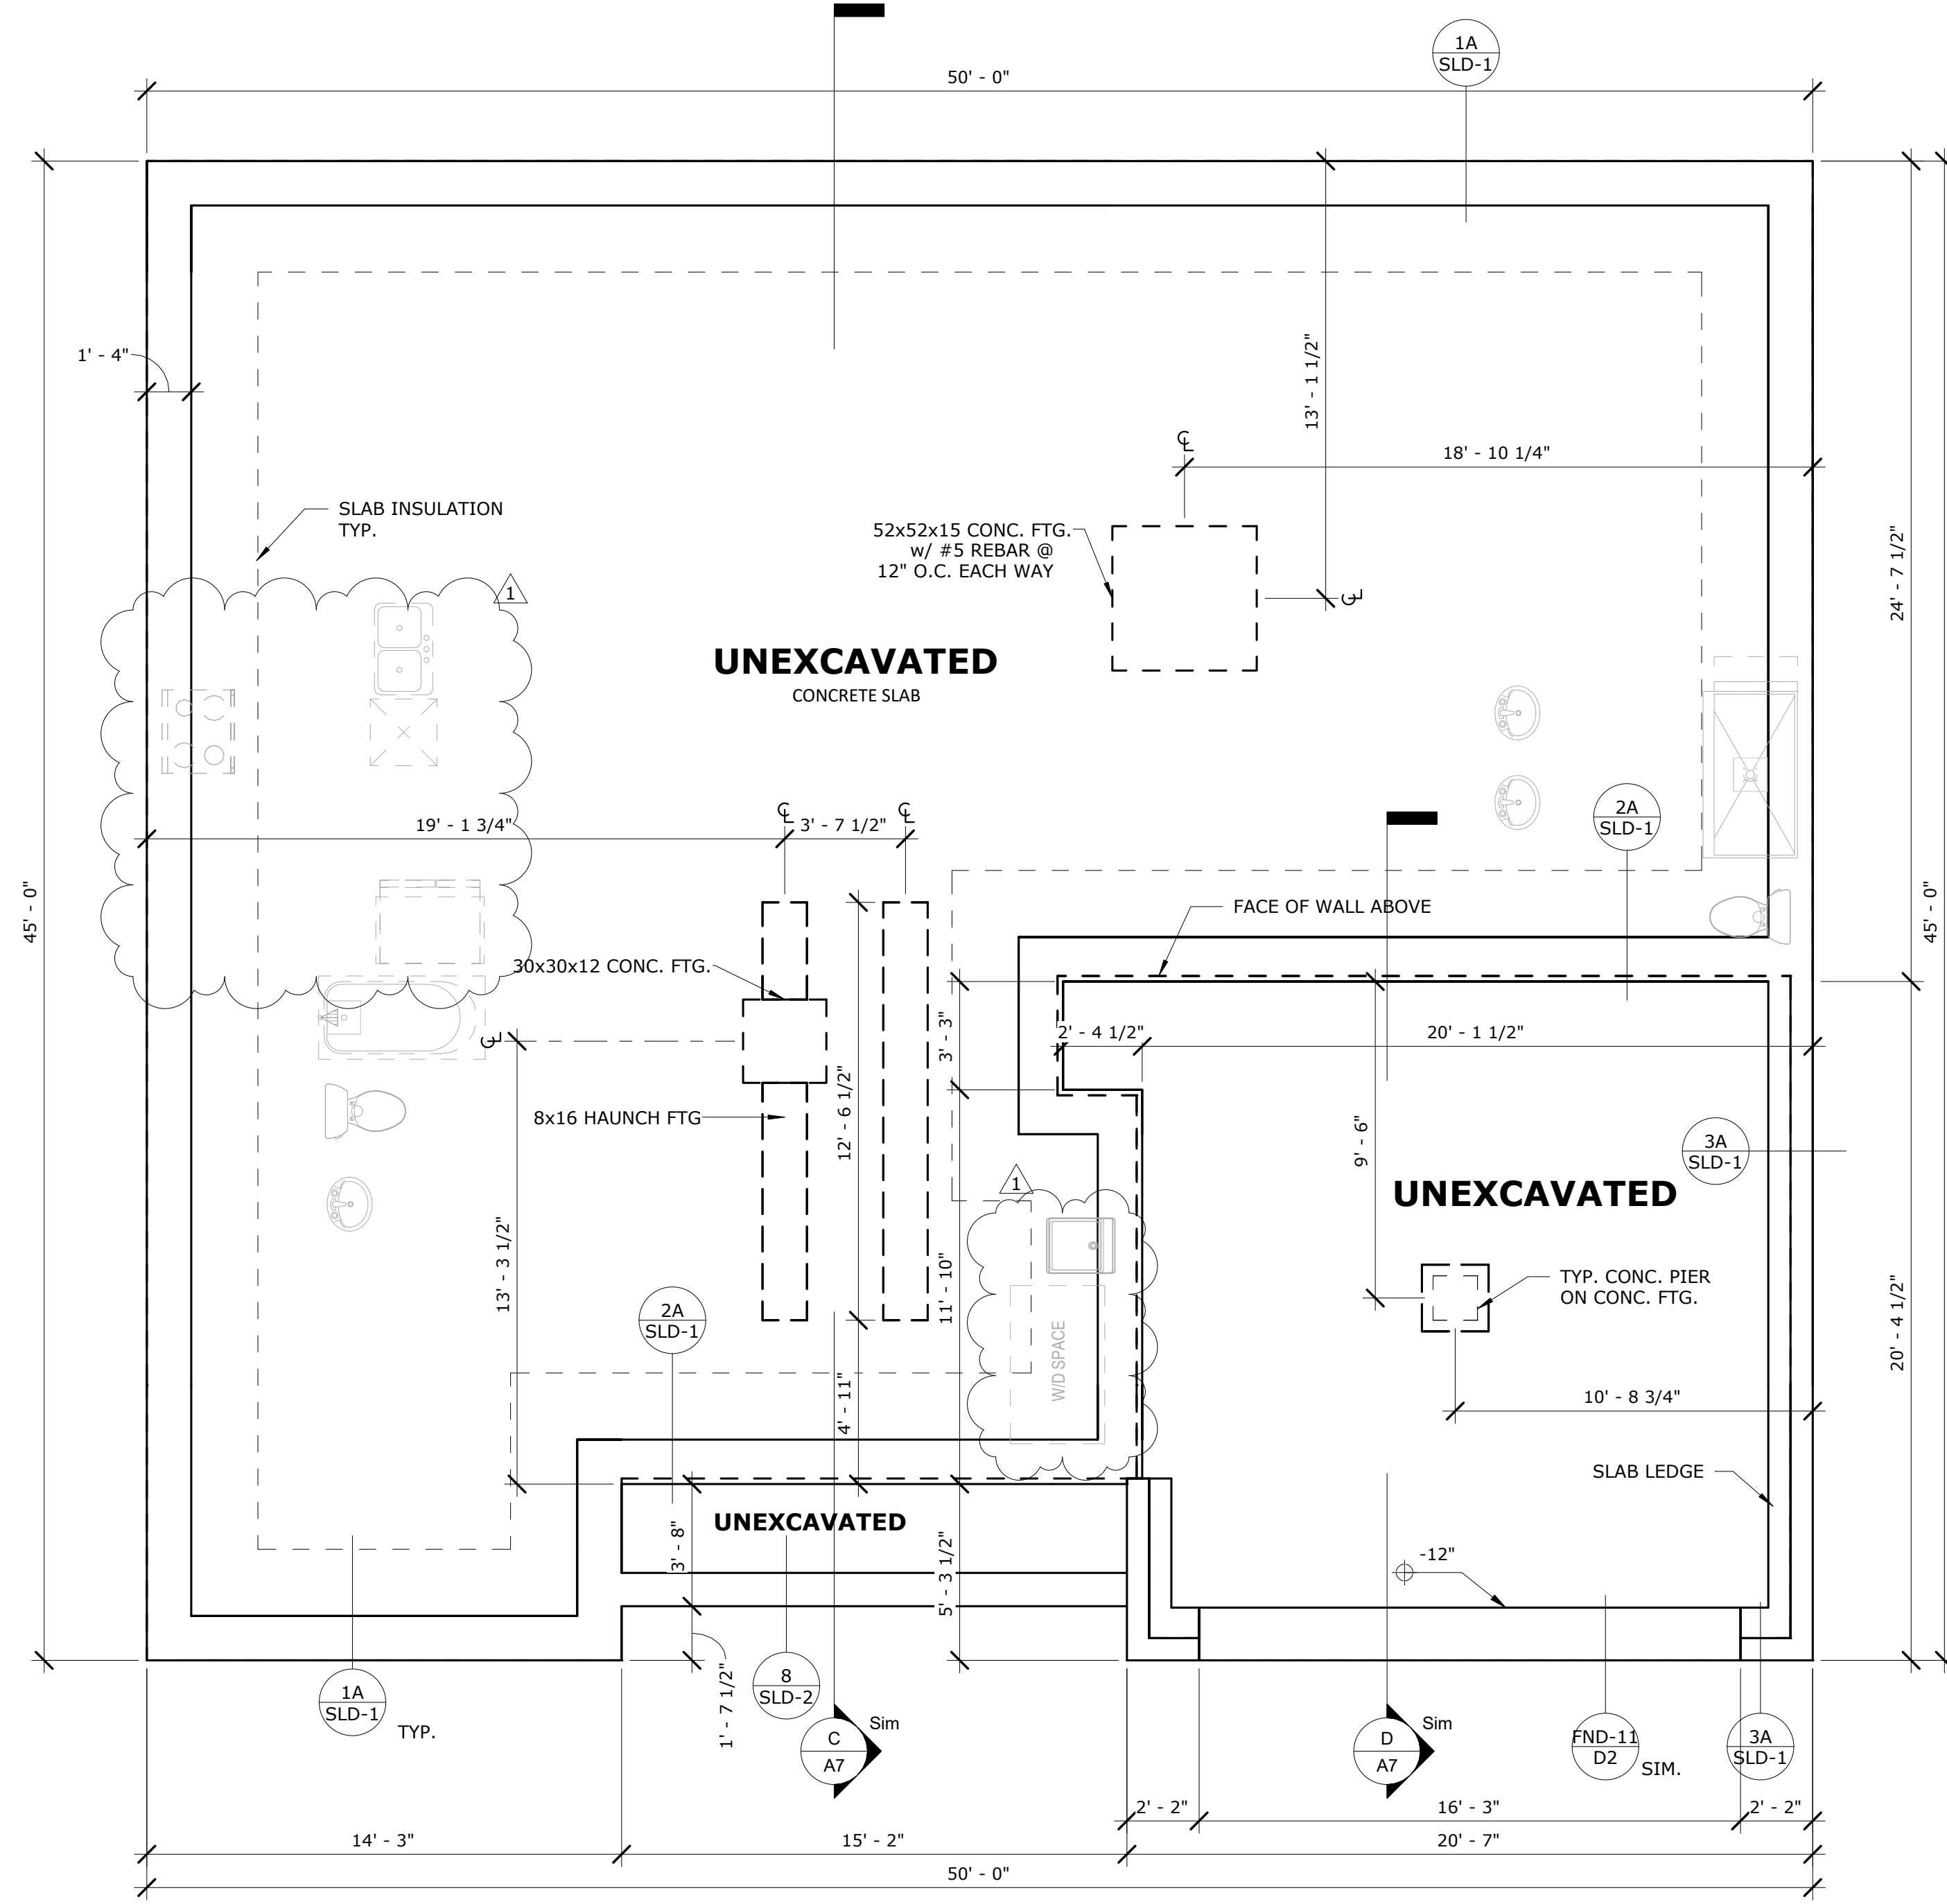 1A
SLD-1
50' - 0"
1' - 4"
13' - 1 1/2"
18' - 10 1/4"
SLAB INSULATION
TYP.
52x52x15 CONC. FTG.
w/ #5 REBAR @
12" O.C. EACH WAY
24' - 7 1/2"
1
UNEXCAVATED
CONCRETE SLAB
2A
SLD-1
19' - 1 3/4"
3' - 7 1/2"
45' - 0"
45' - 0"
FACE OF WALL ABOVE
30x30x12 CONC. FTG.
3' - 3"
2' - 4 1/2"
20' - 1 1/2"
8x16 HAUNCH FTG
12' - 6 1/2"
9' - 6"
3A
SLD-1
1
UNEXCAVATED
13' - 3 1/2"
11' - 10"
TYP. CONC. PIER
ON CONC. FTG.
2A
SLD-1
20' - 4 1/2"
W/D SPACE
4' - 11"
10' - 8 3/4"
SLAB LEDGE
UNEXCAVATED
3' - 8"
5' - 3 1/2"
-12"
1' - 7 1/2"
1A
SLD-1
TYP.
8
SLD-2
C
A7
Sim
D
A7
Sim
FND-11
D2
SIM.
3A
SLD-1
2' - 2"
16' - 3"
2' - 2"
14' - 3"
15' - 2"
20' - 7"
50' - 0"